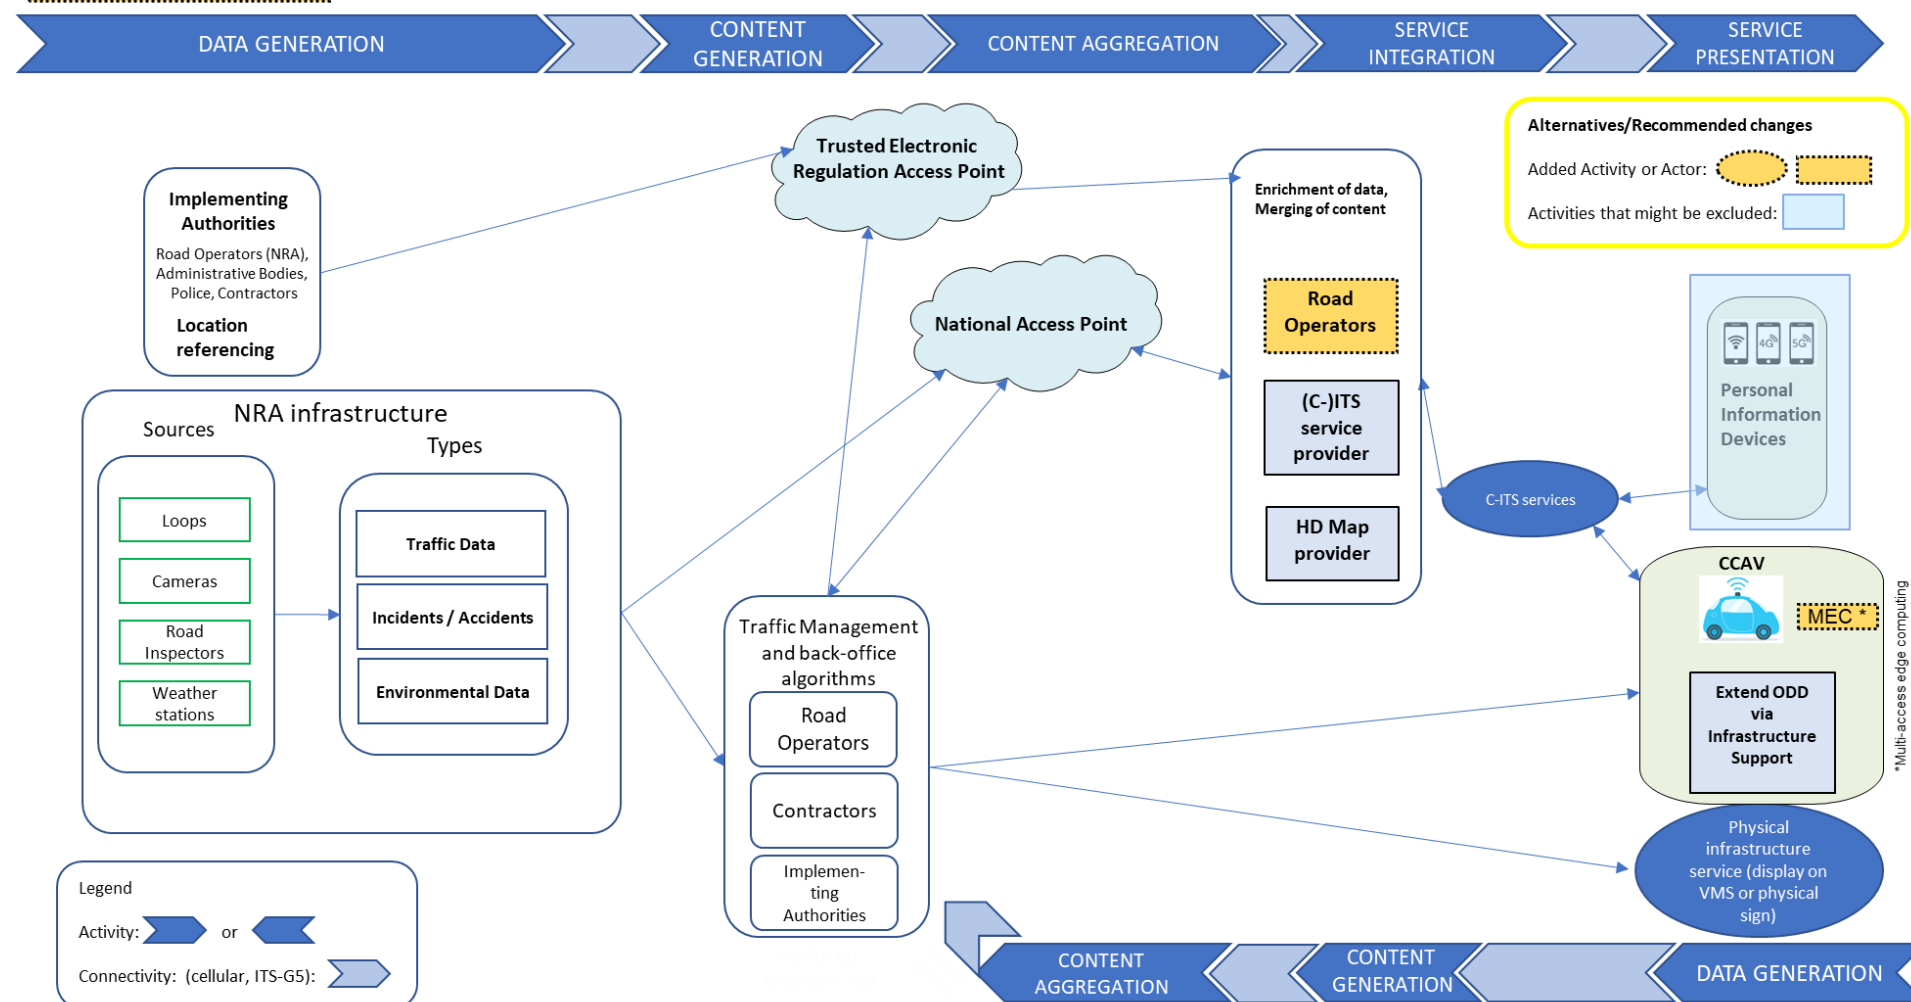 DATA GENERATION
CONTENT
GENERATION
CONTENT AGGREGATION
SERVICE
INTEGRATION
SERVICE
PRESENTATION
Alternatives/Recommended changes
Added Activity or Actor:
Activities that might be excluded:
Trusted Electronic
Regulation Access Point
Implementing
Authorities
Road Operators (NRA),
Administrative Bodies,
Police, Contractors
Location
referencing
Enrichment of data,
Merging of content
Road
Operators
(C-)ITS
service
provider
HD Map
provider
National Access Point
4G
5G
Personal
Information
Devices
NRA infrastructure
Sources
Types
Loops
Cameras
Road
Inspectors
Weather
stations
Traffic Data
Incidents / Accidents
Environmental Data
C-ITS services
CCAV
MEC *
Extend ODD
via
Infrastructure
Support
*Multi-access edge computing
Traffic Management
and back-office
algorithms
Road
Operators
Contractors
Implemen-
ting
Authorities
Physical
infrastructure
service (display on
VMS or physical
sign)
Legend
Activity:
or
Connectivity: (cellular, ITS-G5):
CONTENT
AGGREGATION
CONTENT
GENERATION
DATA GENERATION